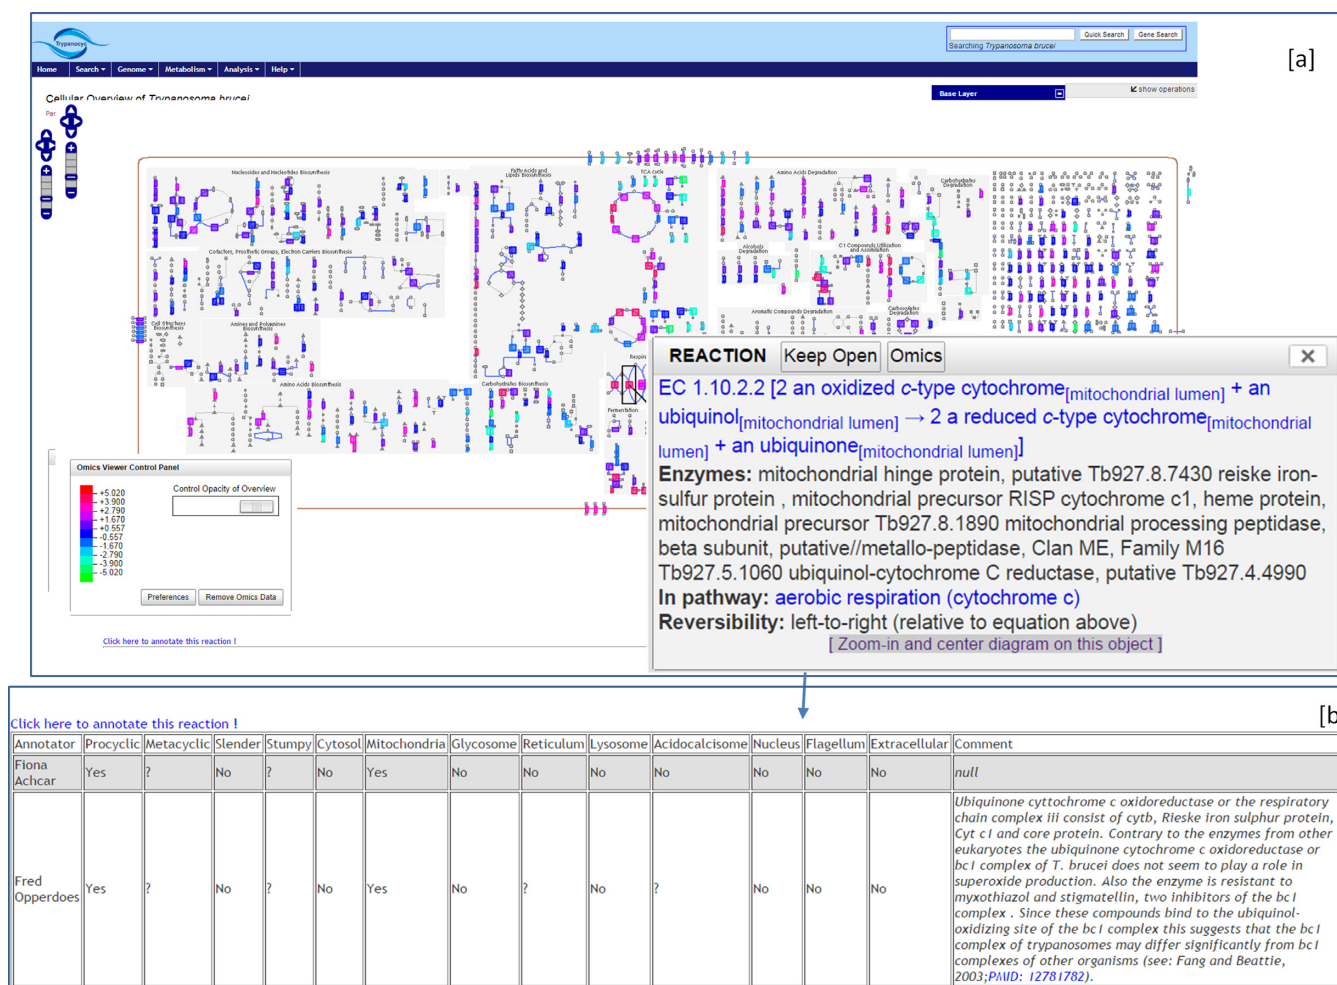 Trypanocyc
Quick Search
Gene Search
Searching Trypanosoma brucei
[a]
Home
Search
Genome
Metabolism
Analysis
Help
Cellular Overview of Trypanosoma brucei
Base Layer
show operations
Par
Nucleosides and Nucleotides Biosynthesis
Fatty Acids and
Lipids Biosynthesis
TCA cycle
Amino Acids Degradation
Carbohydrates
Degradation
Cofactors, Prosthetic Groups, Electron Carriers Biosynthesis
Alcohols
Degradation
C1 Compounds Utilization
and Assimilation
Aromatic Compounds Degradation
Carboxylates
Degradation
Cell Structures
Biosynthesis
Amines and Polyamines
Biosynthesis
Respir
Amino Acids Biosynthesis
Carbohydrates Biosynthesis
Fermentation
REACTION
Keep Open
Omics
EC 1.10.2.2 [2 an oxidized c-type cytochrome[mitochondrial lumen] + an
ubiquinol[mitochondrial lumen] → 2 a reduced c-type cytochrome[mitochondrial
lumen] + an ubiquinone[mitochondrial lumen]]
Enzymes: mitochondrial hinge protein, putative Tb927.8.7430 reiske iron-
sulfur protein , mitochondrial precursor RISP cytochrome c1, heme protein,
mitochondrial precursor Tb927.8.1890 mitochondrial processing peptidase,
beta subunit, putative//metallo-peptidase, Clan ME, Family M16
Tb927.5.1060 ubiquinol-cytochrome C reductase, putative Tb927.4.4990
In pathway: aerobic respiration (cytochrome c)
Reversibility: left-to-right (relative to equation above)
[ Zoom-in and center diagram on this object ]
Omics Viewer Control Panel
Control Opacity of Overview
+5.020
+3.900
+2.790
+1.670
+0.557
-0.557
-1.670
-2.790
-3.900
-5.020
Preferences
Remove Omics Data
Click here to annotate this reaction !
[b
Click here to annotate this reaction !
Annotator Procyclic Metacyclic Slender Stumpy Cytosol Mitochondria Glycosome Reticulum Lysosome Acidocalcisome Nucleus Flagellum Extracellular Comment
Fiona
Achcar Yes ? No ? No Yes No No No No No No No null
Fred
Opperdoes Yes ? No ? No Yes No ? No ? No No No
Ubiquinone cyttochrome c oxidoreductase or the respiratory
chain complex iii consist of cytb, Rieske iron sulphur protein,
Cyt c1 and core protein. Contrary to the enzymes from other
eukaryotes the ubiquinone cytochrome c oxidoreductase or
bc1 complex of T. brucei does not seem to play a role in
superoxide production. Also the enzyme is resistant to
myxothiazol and stigmatellin, two inhibitors of the bc1
complex . Since these compounds bind to the ubiquinol-
oxidizing site of the bc1 complex this suggests that the bc1
complex of trypanosomes may differ significantly from bc1
complexes of other organisms (see: Fang and Beattie,
2003;PMID: 12781782).